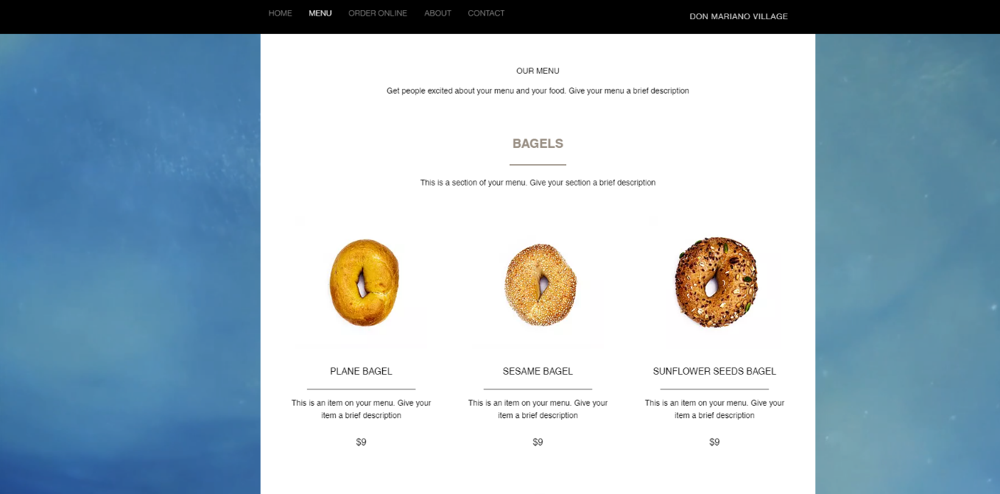 HOME MENU ORDER ONLINE ABOUT CONTACT
DON MARIANO VILLAGE
OUR MENU
Get people excited about your menu and your food. Give your menu a brief description
BAGELS
This is a section of your menu. Give your section a brief description
PLANE BAGEL
This is an item on your menu. Give your
item a brief description
$9
SESAME BAGEL
This is an item on your menu. Give your
item a brief description
$9
SUNFLOWER SEEDS BAGEL
This is an item on your menu. Give your
item a brief description
$9